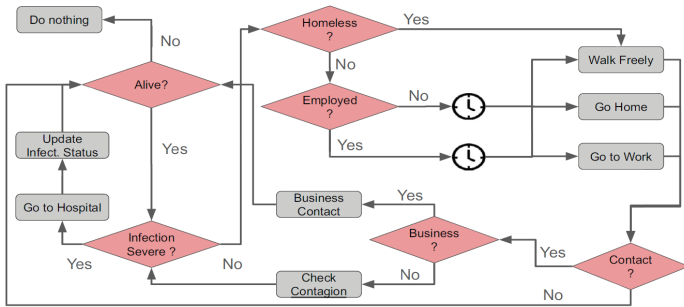 Do nothing
No
Alive?
Yes
Update
Infect. Status
Go to Hospital
Infection
Severe ?
Yes
No
Homeless
?
Yes
No
Employed
?
No
Yes
Walk Freely
Go Home
Go to Work
Business
Contact
Yes
Business
?
No
Check
Contagion
Yes
Contact
?
No